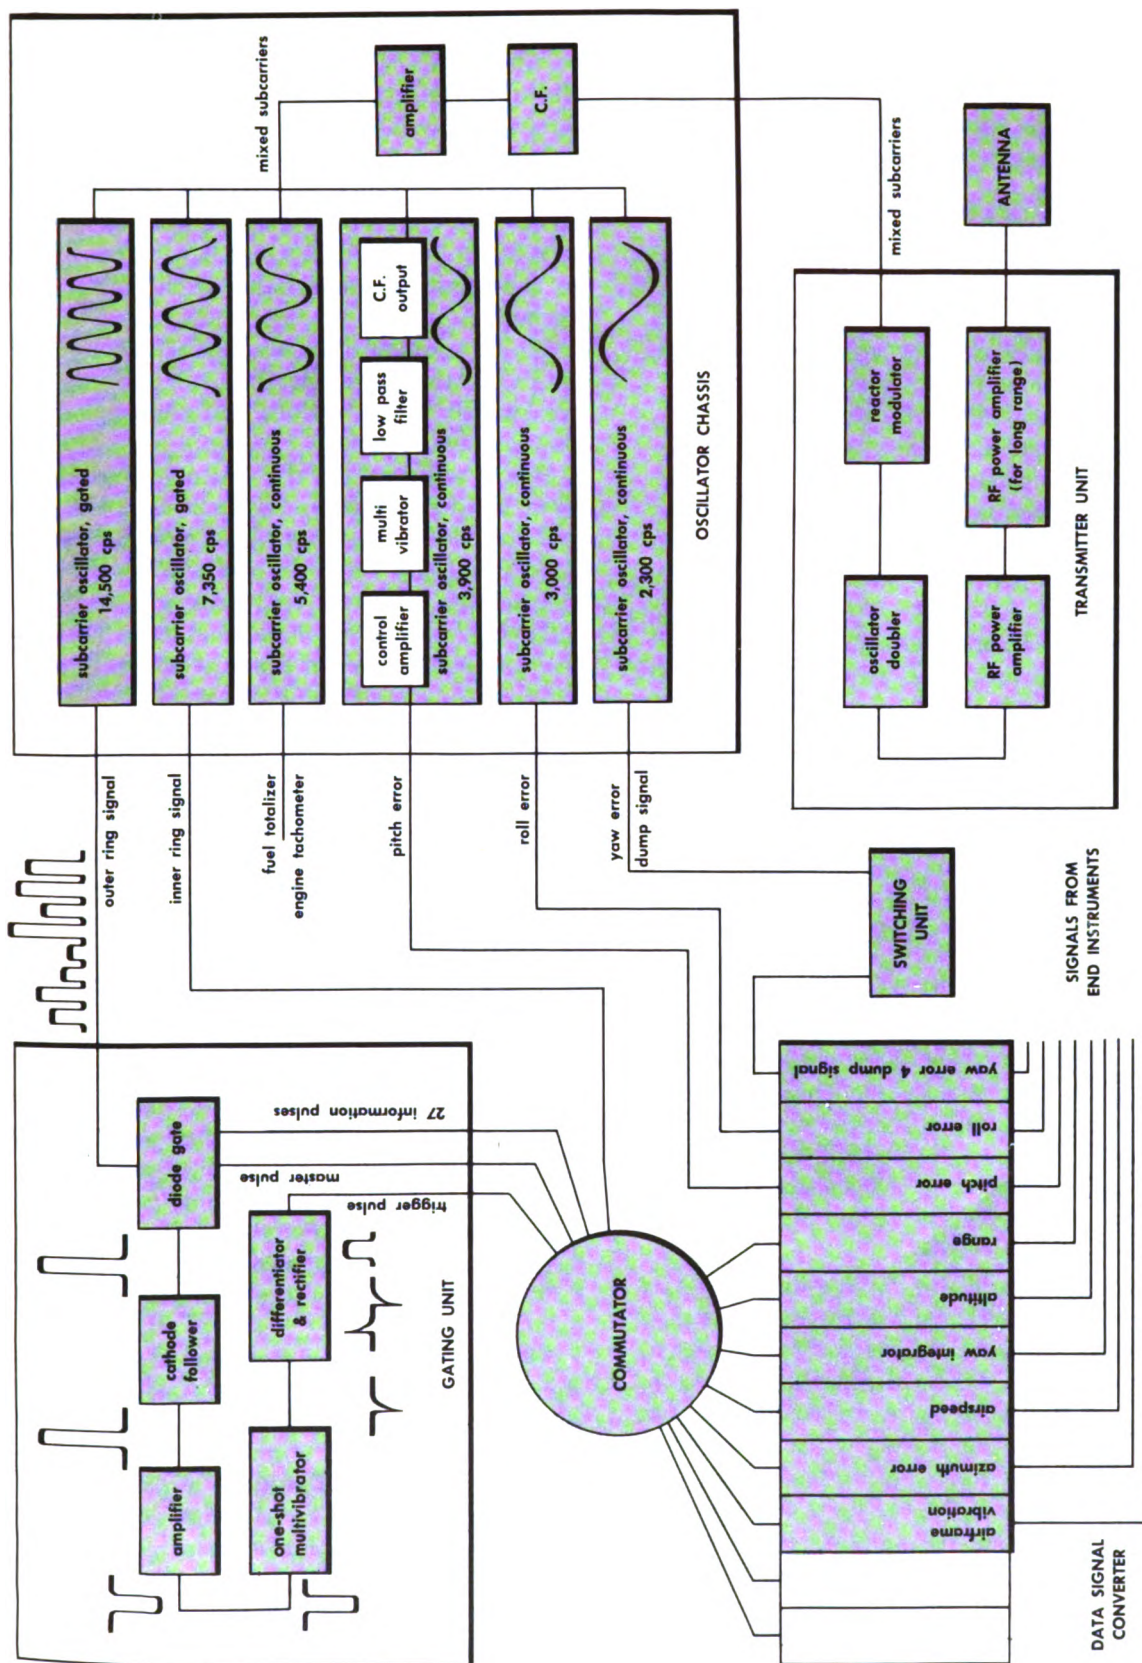 GATING UNIT
amplifier
cathode
follower
diode gate
one-shot
multivibrator
differentiator
& rectifier
trigger pulse
master pulse
27 information pulses
outer ring signal
inner ring signal
fuel totalizer
engine tachometer
pitch error
roll error
yaw error
dump signal
subcarrier oscillator, gated
14,500 cps
subcarrier oscillator, gated
7,350 cps
subcarrier oscillator, continuous
5,400 cps
control
amplifier
multi
vibrator
low pass
filter
C.F.
output
subcarrier oscillator, continuous
3,900 cps
subcarrier oscillator, continuous
3,000 cps
subcarrier oscillator, continuous
2,300 cps
OSCILLATOR CHASSIS
mixed subcarriers
amplifier
C.F.
mixed subcarriers
COMMUTATOR
airframe
vibration
azimuth error
airspeed
yaw integrator
altitude
range
pitch error
roll error
yaw error 4 dump signal
DATA SIGNAL
CONVERTER
SIGNALS FROM
END INSTRUMENTS
SWITCHING
UNIT
oscillator
doubler
reactor
modulator
RF power
amplifier
RF power amplifier
(for long range)
TRANSMITTER UNIT
ANTENNA